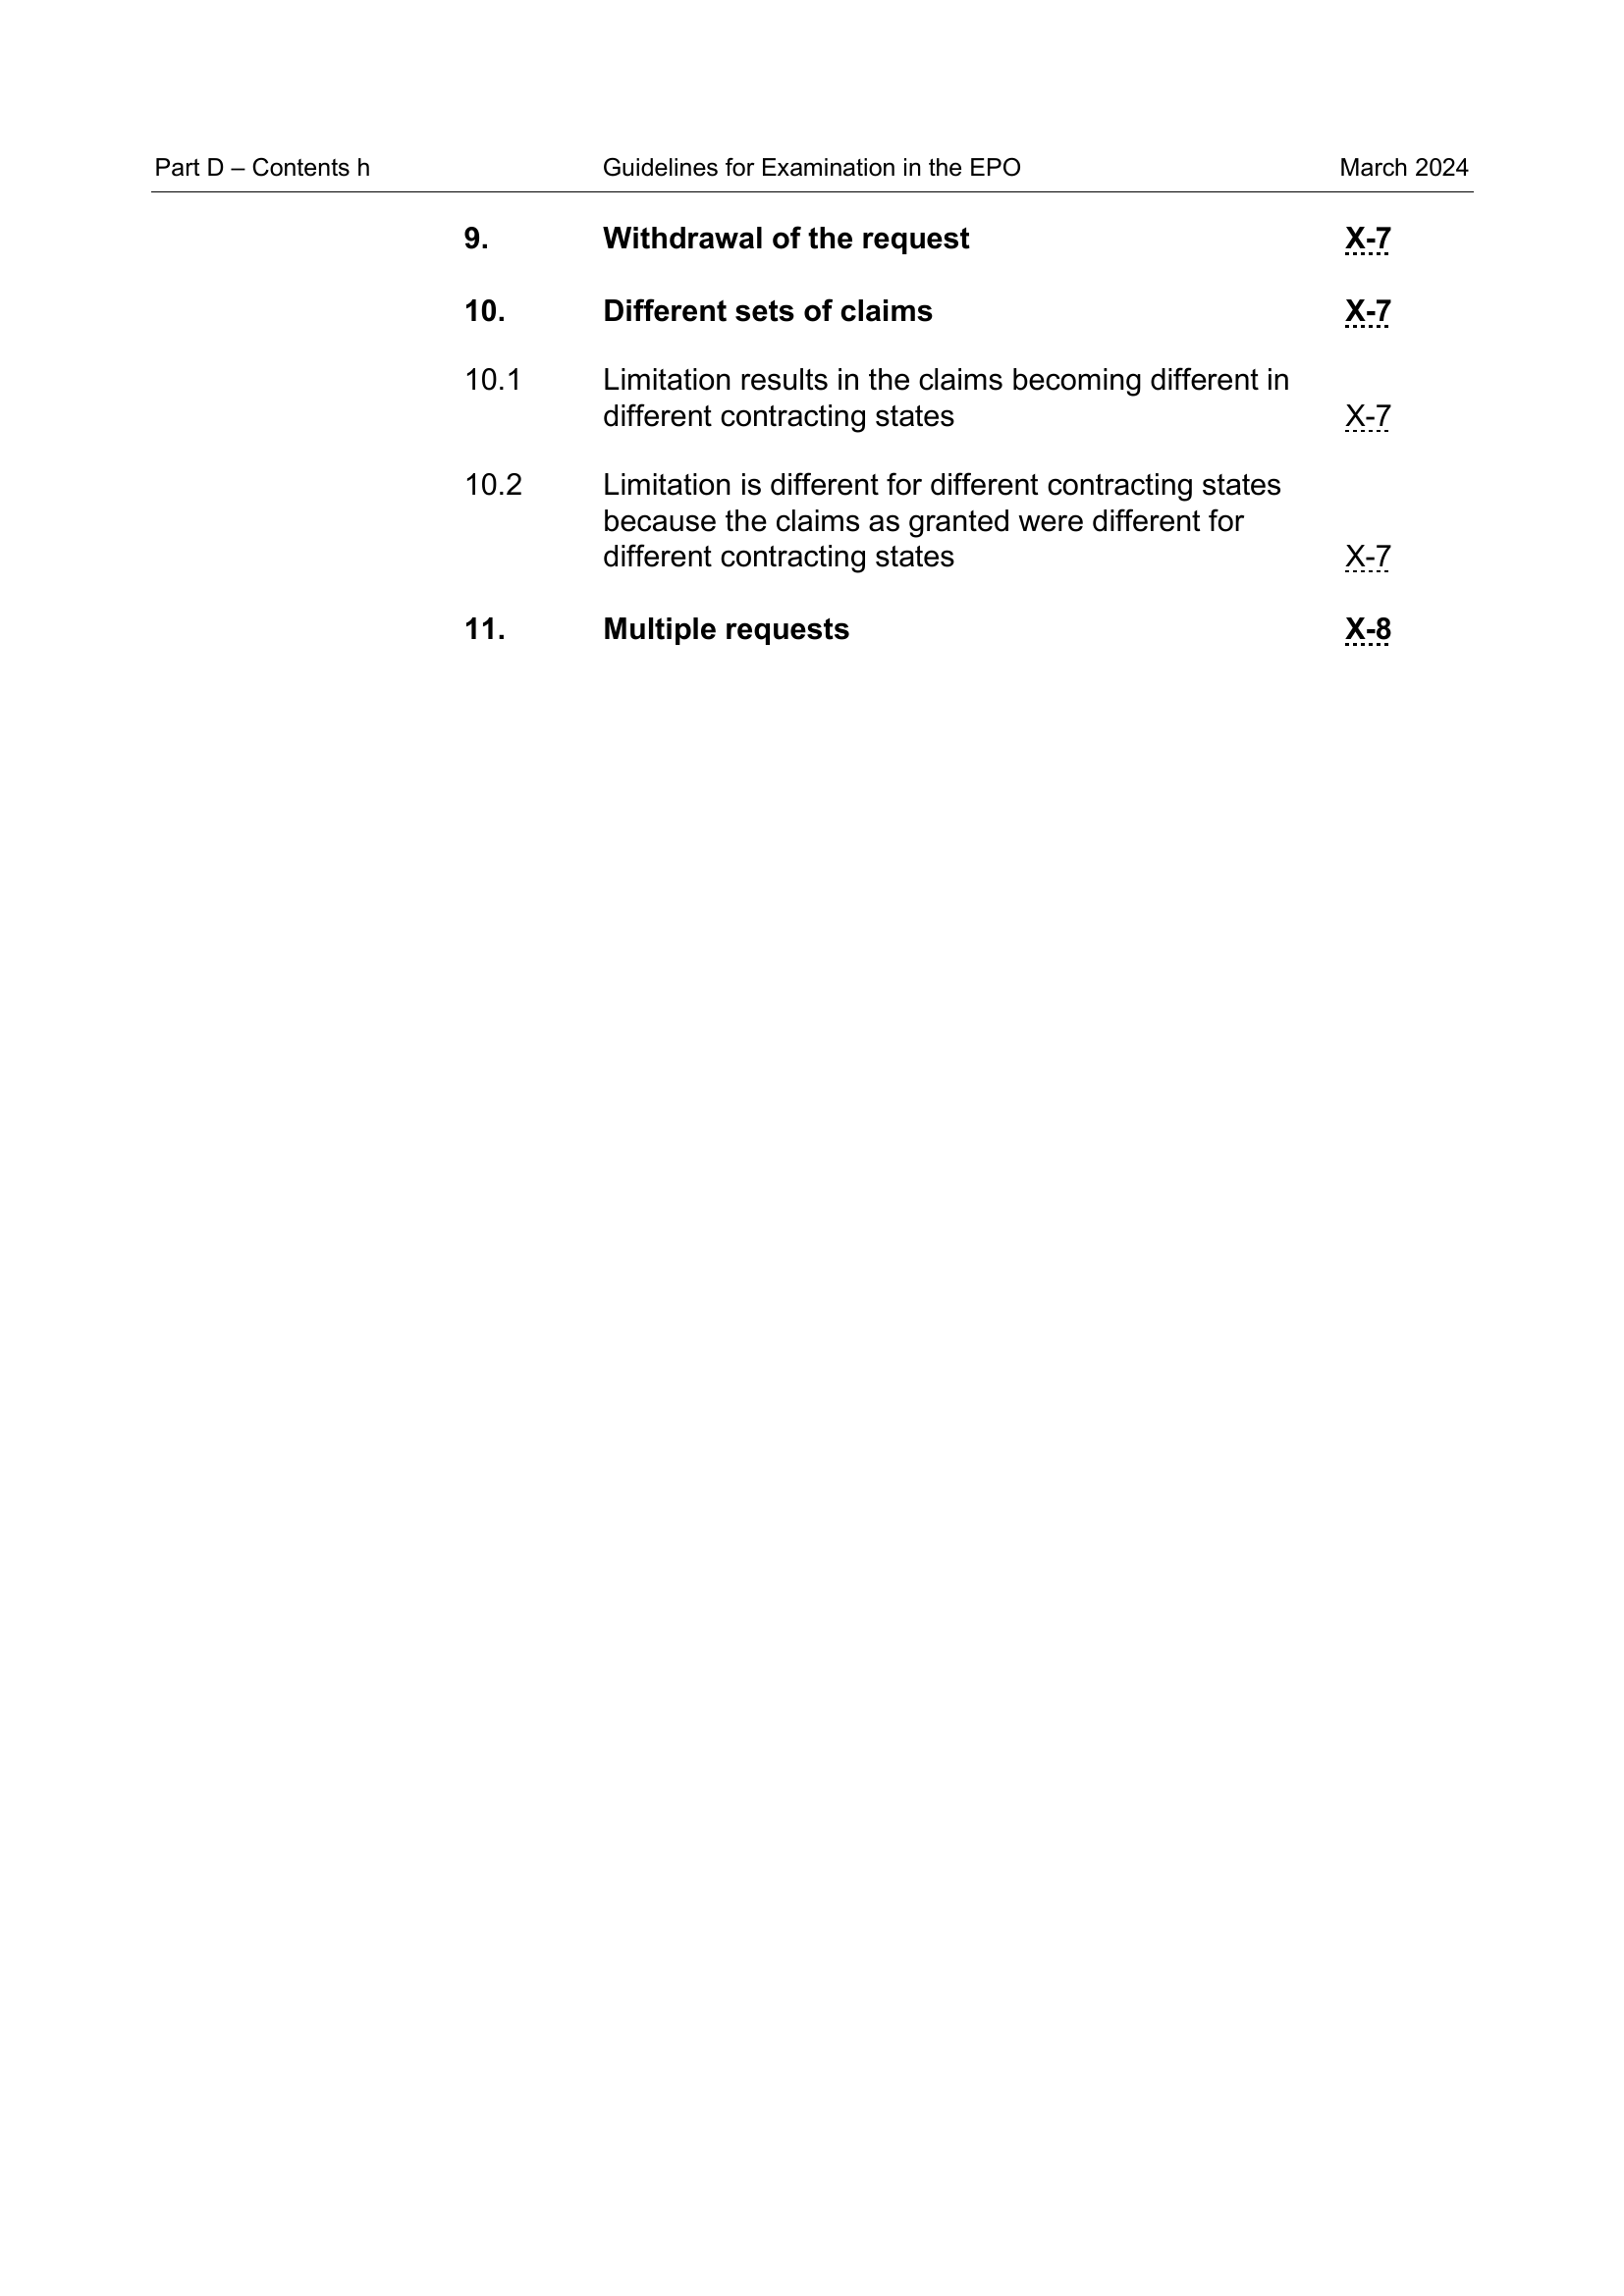 Part D – Contents h Guidelines for Examination in the EPO March 2024
9. Withdrawal of the request X-7
10. Different sets of claims X-7
10.1 Limitation results in the claims becoming different in
different contracting states X-7
10.2 Limitation is different for different contracting states
because the claims as granted were different for
different contracting states X-7
11. Multiple requests X-8